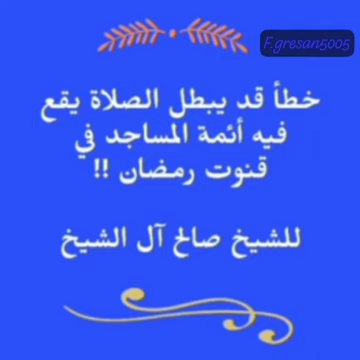 F.gresan5005
خطأ قد يبطل الصلاة يقع
فيه أئمة المساجد في
قنوت رمضان !!
للشيخ صالح آل الشيخ